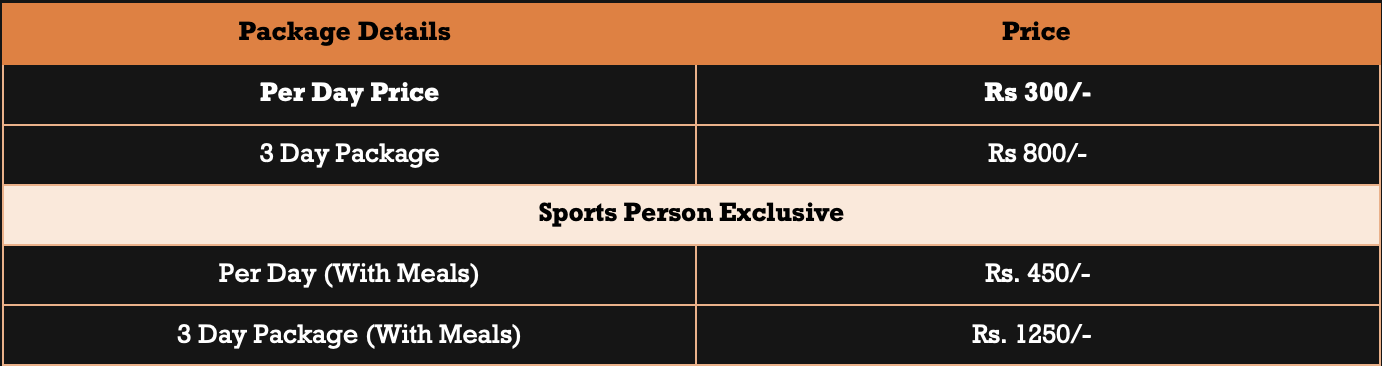 Package Details Price
Per Day Price Rs 300/-
3 Day Package Rs 800/-
Sports Person Exclusive
Per Day (With Meals) Rs. 450/-
3 Day Package (With Meals) Rs. 1250/-